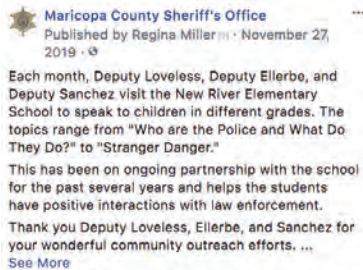 Maricopa County Sheriff's Office
Published by Regina Miller · November 27,
2019 ·
Each month, Deputy Loveless, Deputy Ellerbe, and
Deputy Sanchez visit the New River Elementary
School to speak to children in different grades. The
topics range from "Who are the Police and What Do
They Do?" to "Stranger Danger."
This has been on ongoing partnership with the school
for the past several years and helps the students
have positive interactions with law enforcement.
Thank you Deputy Loveless, Ellerbe, and Sanchez for
your wonderful community outreach efforts. ...
See More